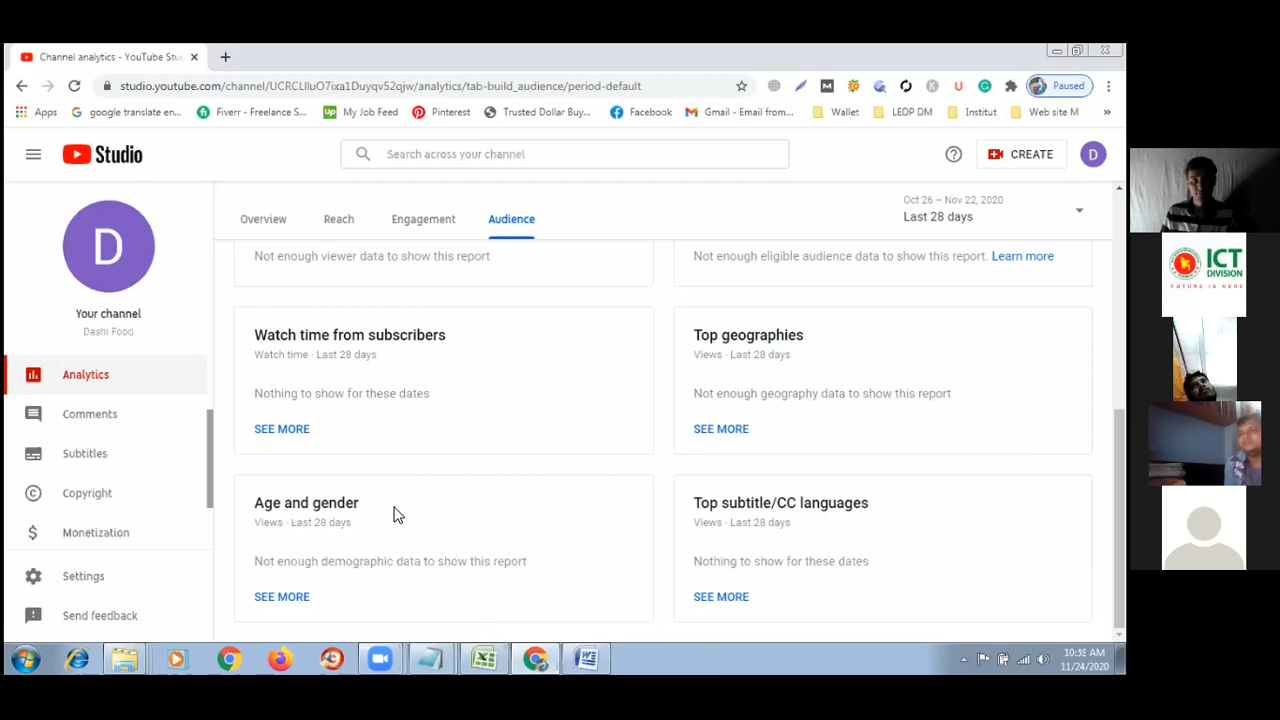 Channel analytics - YouTube Stu
studio.youtube.com/channel/UCRCLlluO7ixa1Duyqv52qjw/analytics/tab-build_audience/period-default
Paused
Apps
google translate en...
Fiverr - Freelance S...
Up
My Job Feed
Pinterest
Trusted Dollar Buy...
Facebook
Gmail - Email from...
Wallet
LEDP DM
Institut
Web site M
»
Studio
Search across your channel
CREATE
D
D
Your channel
Dashi Food
Analytics
Comments
Subtitles
Copyright
Monetization
Settings
Send feedback
Overview
Reach
Engagement
Audience
Oct 26 – Nov 22, 2020
Last 28 days
Not enough viewer data to show this report
Not enough eligible audience data to show this report. Learn more
Watch time from subscribers
Watch time · Last 28 days
Nothing to show for these dates
SEE MORE
Top geographies
Views · Last 28 days
Not enough geography data to show this report
SEE MORE
Age and gender
Views · Last 28 days
Not enough demographic data to show this report
SEE MORE
Top subtitle/CC languages
Views · Last 28 days
Nothing to show for these dates
SEE MORE
ICT
DIVISION
FUTURE IS HERE
11/24/2020